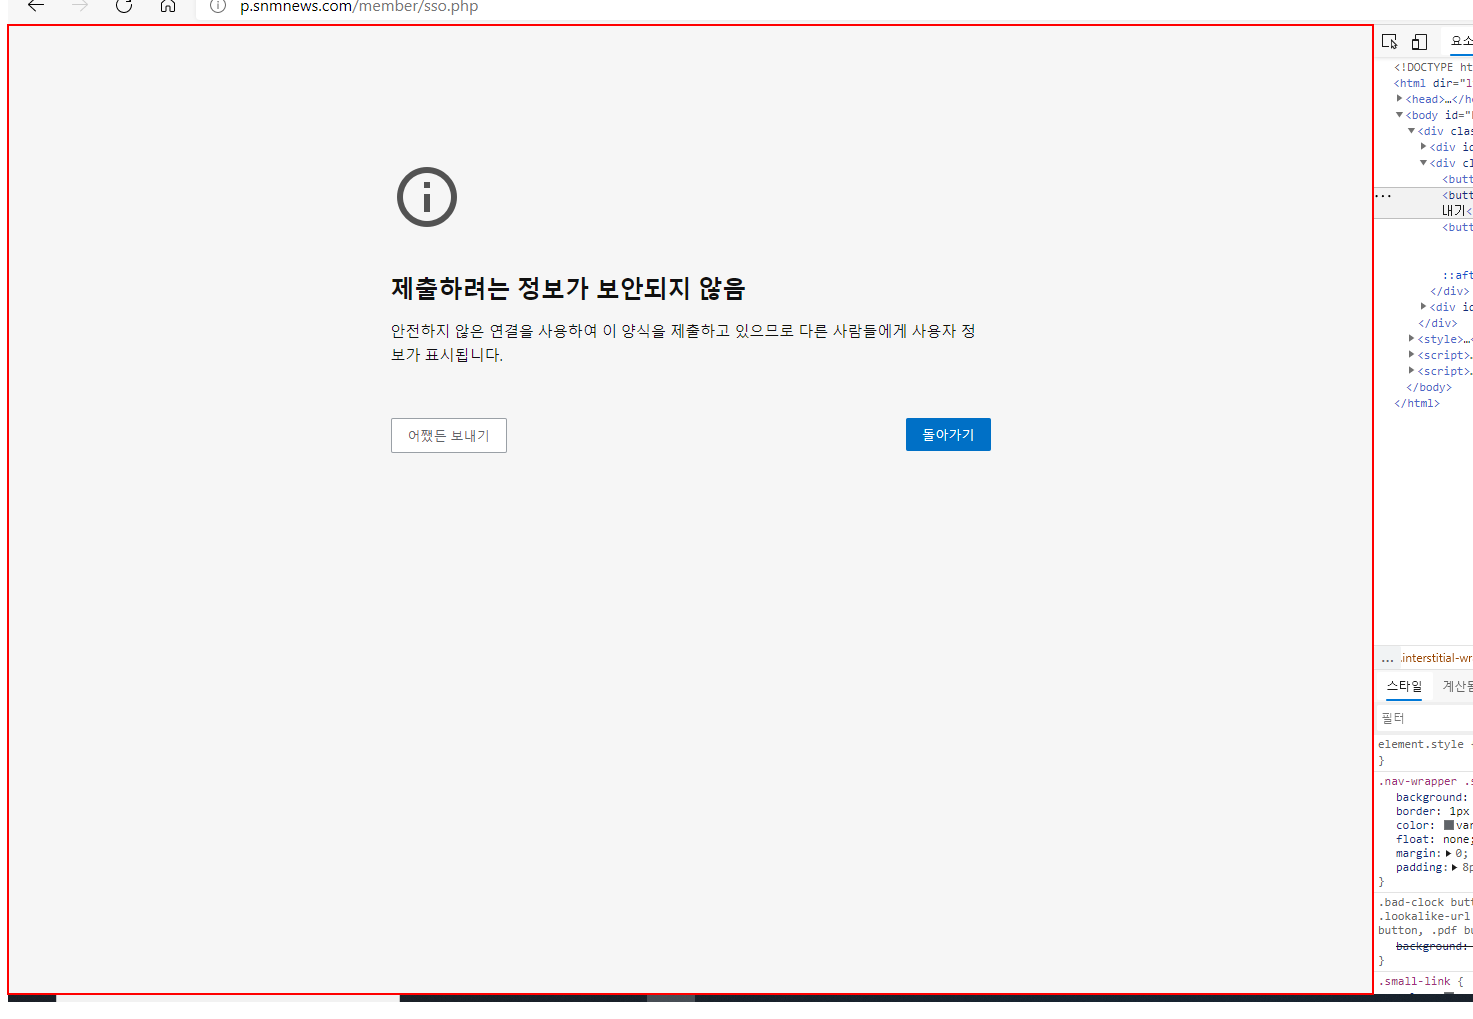 p.snmnews.com/member/sso.php
제출하려는 정보가 보안되지 않음
안전하지 않은 연결을 사용하여 이 양식을 제출하고 있으므로 다른 사람들에게 사용자 정
보가 표시됩니다.
어쨌든 보내기
돌아가기
요소
<!DOCTYPE ht
<html dir="l
<head>…</he
<body id="
<div clas
<div id
<div cl
<butt
... <butt
내기<
<butt
::aft
</div>
<div id
</div>
<style>…<
<script>…
<script>…
</body>
</html>
... .interstitial-wr
스타일 계산됨
필터
element.style
}
.nav-wrapper .s
background:
border: 1px
color: var
float: none;
margin: 0;
padding: 8p
}
.bad-clock butt
.lookalike-url
button, .pdf bu
background:
}
.small-link {